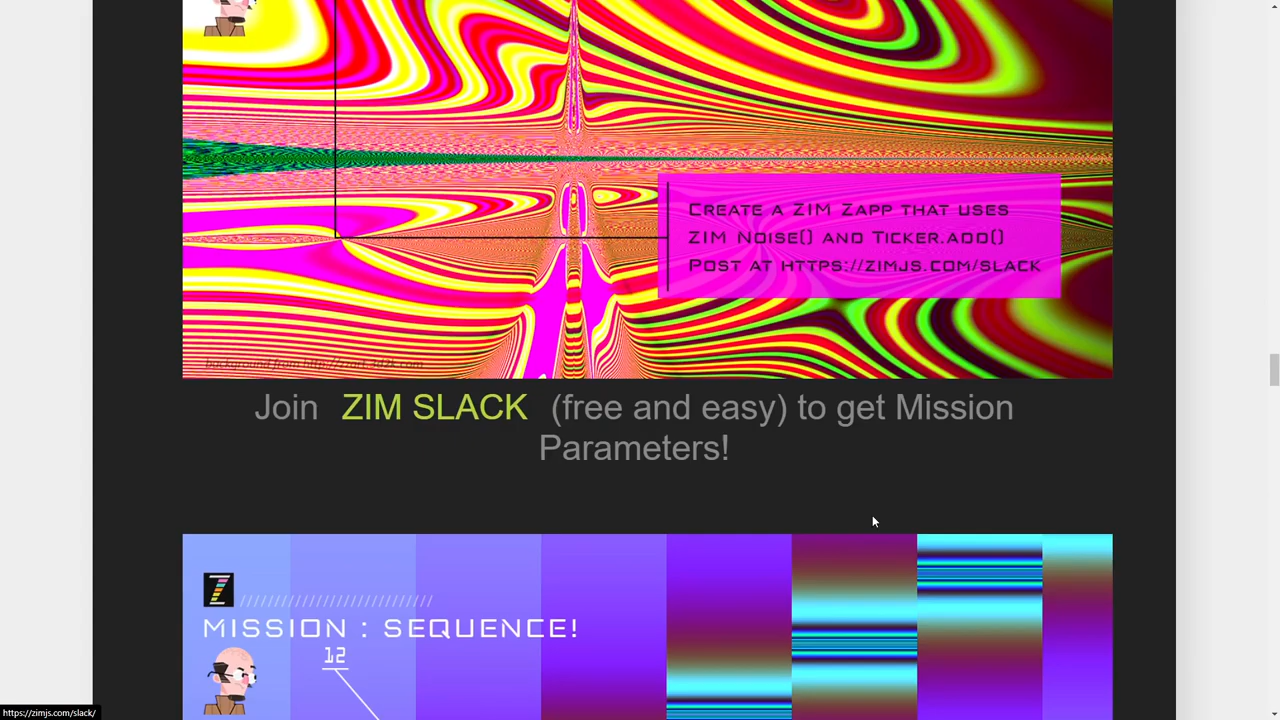 CREATE A ZIM ZAPP THAT USES
ZIM NOISE() AND TICKER.ADD()
POST AT HTTPS://ZIMJS.COM/SLACK
Join ZIM SLACK (free and easy) to get Mission
Parameters!
Z ///////////////////////////
MISSION : SEQUENCE!
12
https://zimjs.com/slack/